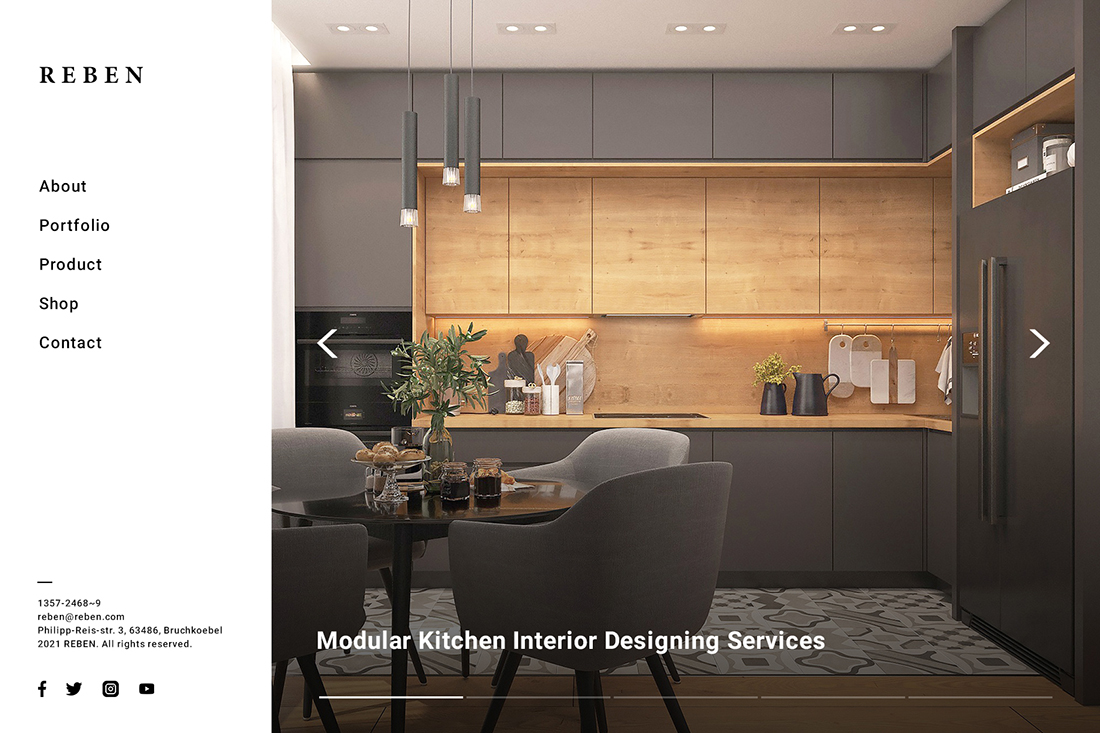 REBEN
About
Portfolio
Product
Shop
Contact
1357-2468~9
reben@reben.com
Philipp-Reis-str. 3, 63486, Bruchkoebel
2021 REBEN. All rights reserved.
Modular Kitchen Interior Designing Services